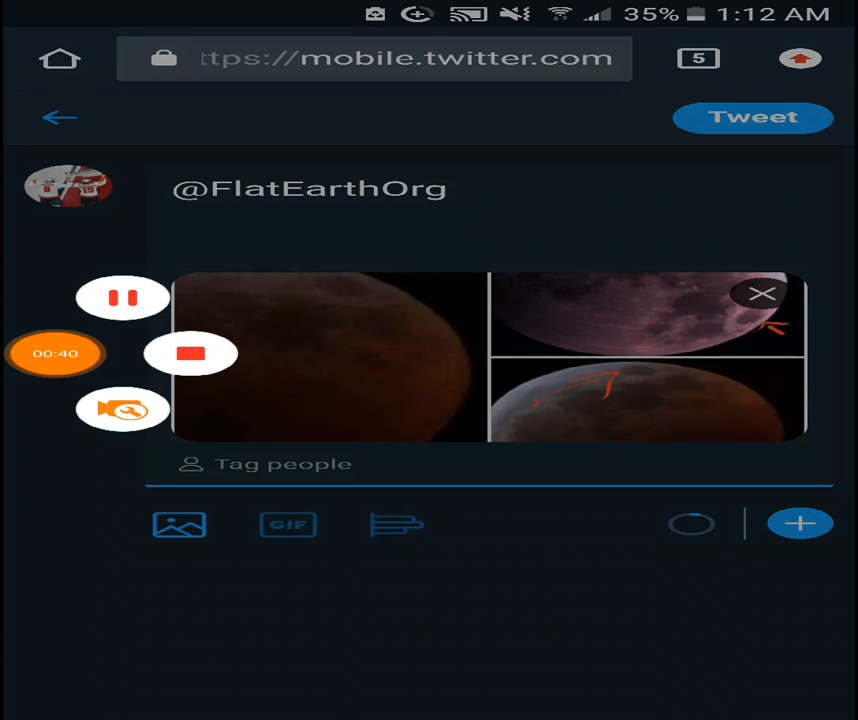 35% 1:12 AM
ttps://mobile.twitter.com
5
Tweet
@FlatEarthOrg
00:40
Tag people
GIF